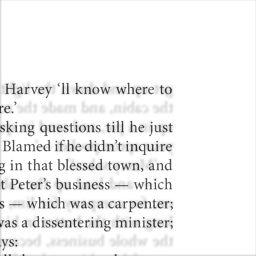 Harvey ‘ll know where to
re.’
sking questions till he just
Blamed if he didn’t inquire
g in that blessed town, and
t Peter’s business — which
s — which was a carpenter;
was a dissentering minister;
ys: